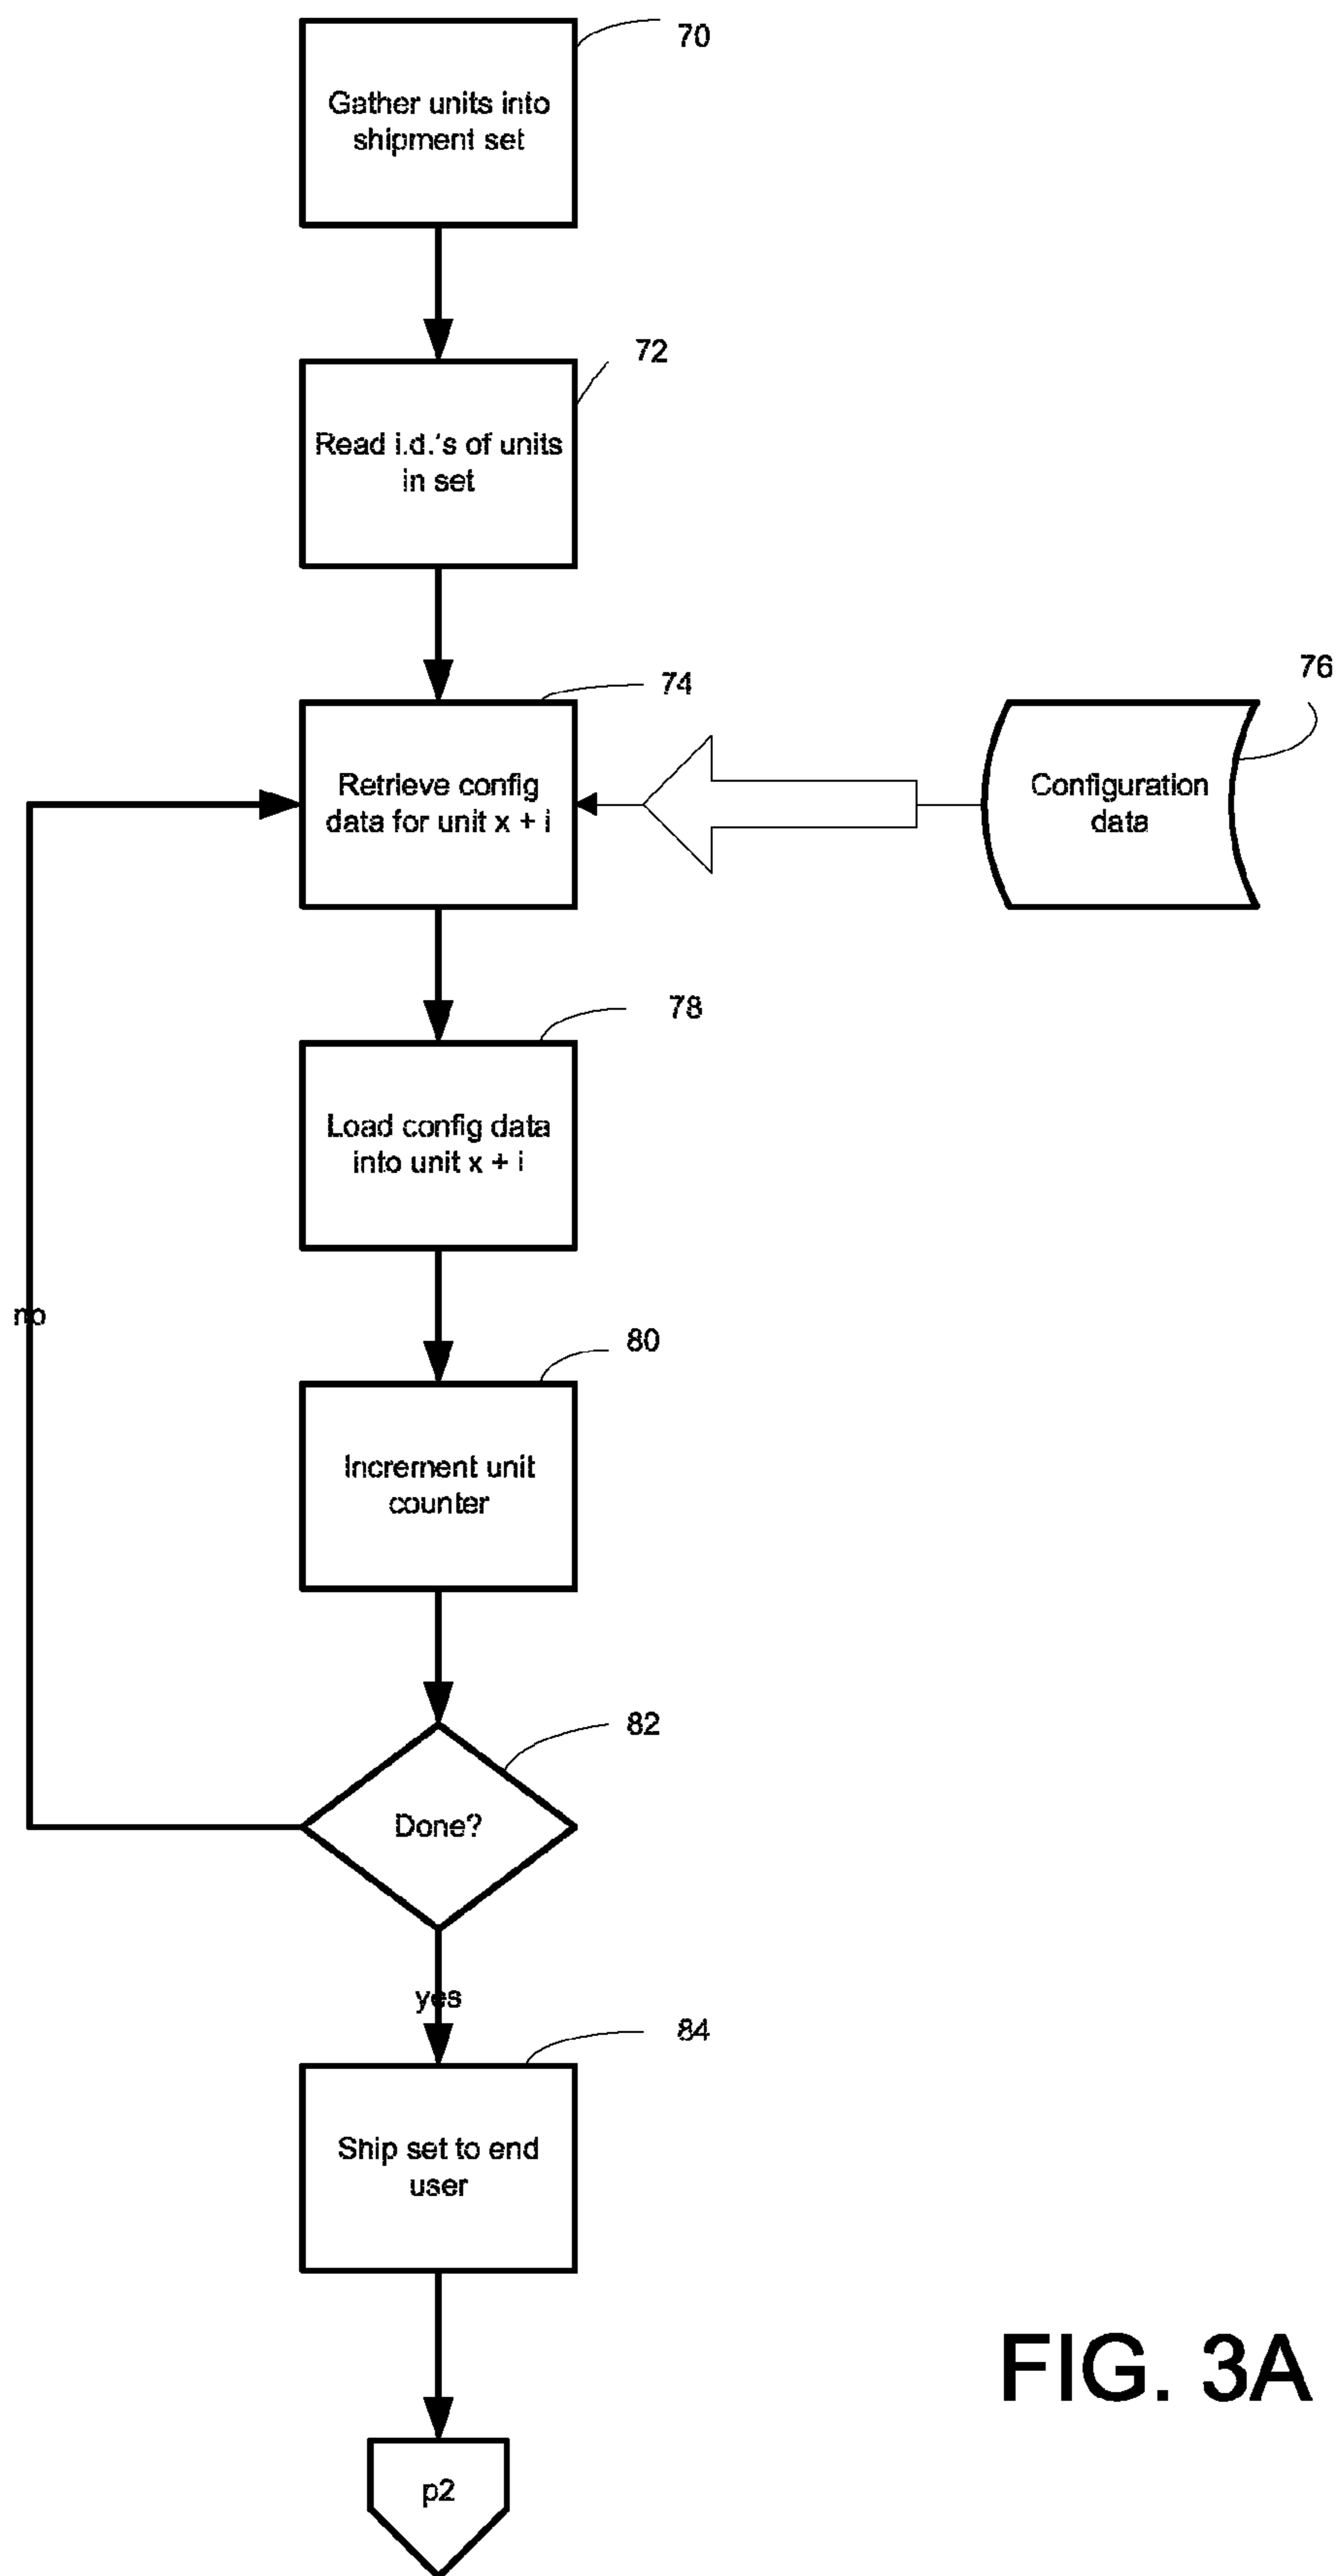 70
Gather units into
shipment set
72
Read i.d.'s of units
in set
74
76
Retrieve config
data for unit x + i
Configuration
data
78
Load config data
into unit x + i
no
80
Increment unit
counter
82
Done?
yes
84
Ship set to end
user
FIG. 3A
p2